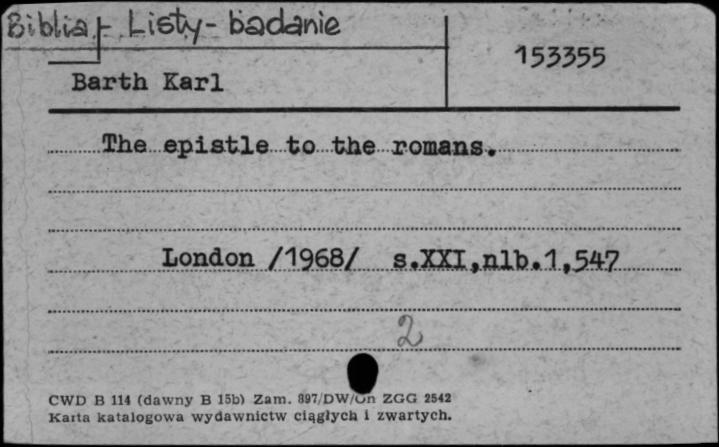 Biblia - Listy - badanie
153355
Barth Karl
The epistle to the romans.
London /1968/ s.XXI,nlb.1,547
2
CWD B 114 (dawny B 15b) Zam. 897/DW/Un ZGG 2542
Karta katalogowa wydawnictw ciągłych i zwartych.